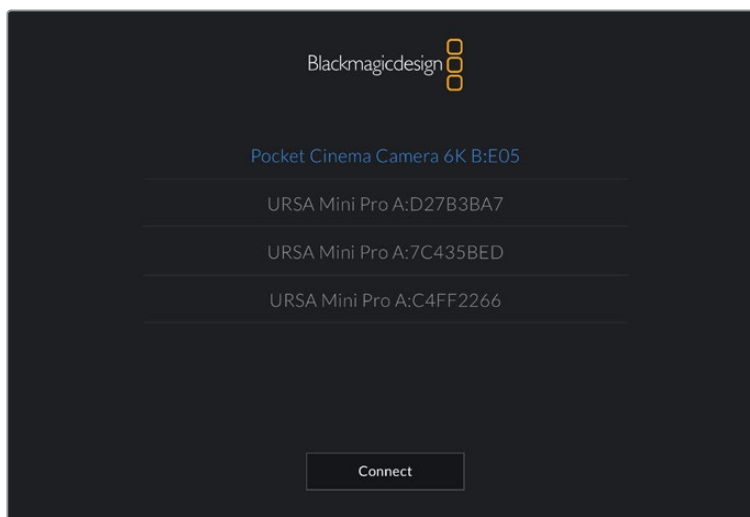 Blackmagicdesign
Pocket Cinema Camera 6K B:E05
URSA Mini Pro A:D27B3BA7
URSA Mini Pro A:7C435BED
URSA Mini Pro A:C4FF2266
Connect